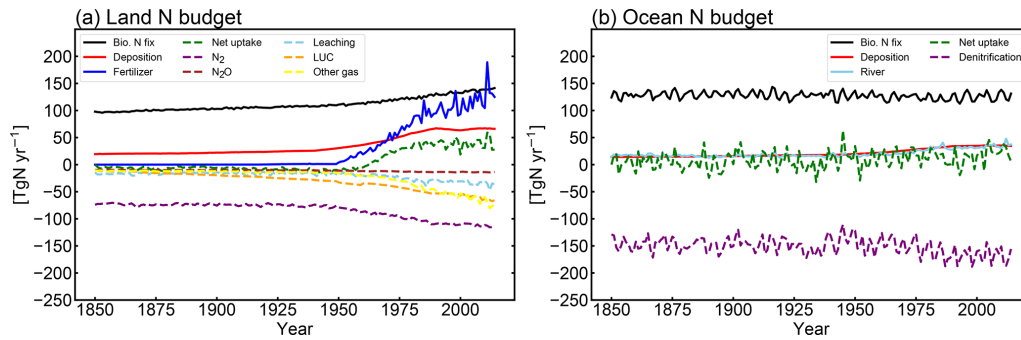 (a) Land N budget
[TgN yr⁻¹]
200
150
100
50
0
−50
−100
−150
−200
−250
Bio. N fix
Deposition
Fertilizer
Net uptake
N₂
N₂O
Leaching
LUC
Other gas
1850 1875 1900 1925 1950 1975 2000
Year
(b) Ocean N budget
[TgN yr⁻¹]
200
150
100
50
0
−50
−100
−150
−200
−250
Bio. N fix
Deposition
River
Net uptake
Denitrification
1850 1875 1900 1925 1950 1975 2000
Year